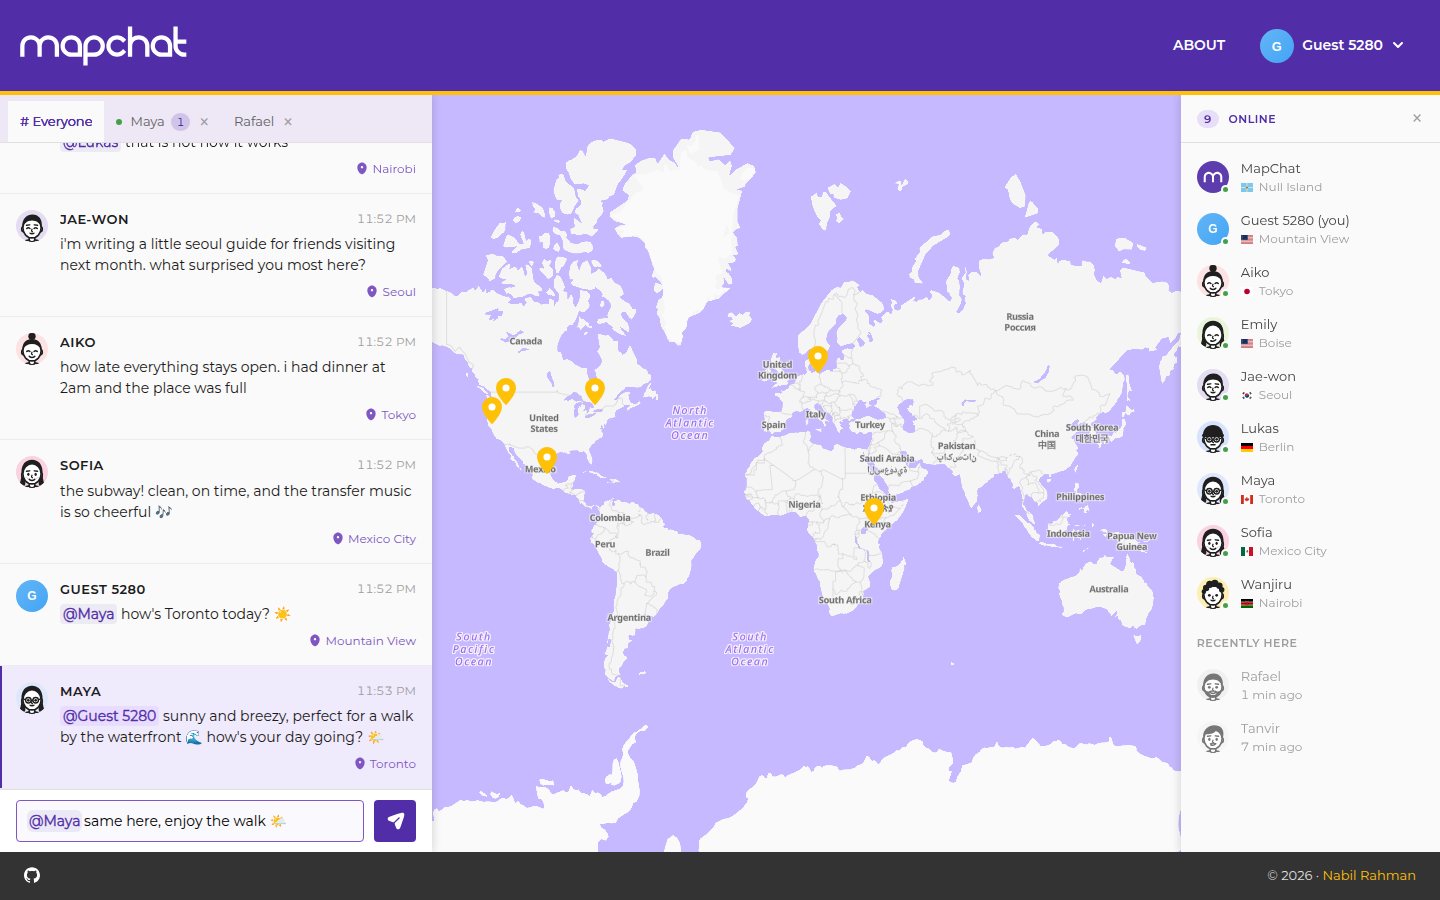 mapchat
ABOUT
G
Guest 5280
# Everyone
Maya 1 ×
Rafael ×
@Lukas that is not how it works
Nairobi
JAE-WON 11:52 PM
i'm writing a little seoul guide for friends visiting
next month. what surprised you most here?
Seoul
AIKO 11:52 PM
how late everything stays open. i had dinner at
2am and the place was full
Tokyo
SOFIA 11:52 PM
the subway! clean, on time, and the transfer music
is so cheerful 🎶
Mexico City
G
GUEST 5280 11:52 PM
@Maya how's Toronto today? ☀️
Mountain View
MAYA 11:53 PM
@Guest 5280 sunny and breezy, perfect for a walk
by the waterfront 🌊 how's your day going? 🌤️
Toronto
@Maya same here, enjoy the walk 🌤️
Canada
United
States
Mexico
North
Atlantic
Ocean
Colombia
Peru
Brazil
Argentina
South
Pacific
Ocean
South
Atlantic
Ocean
United
Kingdom
Spain
Italy
Turkey
Russia
Россия
Saudi Arabia
السعودية
Pakistan
پاکستان
China
中国
South Korea
대한민국
Nigeria
Ethiopia
Kenya
South Africa
Philippines
Indonesia
Papua New
Guinea
Australia
9 ONLINE ×
m
MapChat
Null Island
G
Guest 5280 (you)
Mountain View
Aiko
Tokyo
Emily
Boise
Jae-won
Seoul
Lukas
Berlin
Maya
Toronto
Sofia
Mexico City
Wanjiru
Nairobi
RECENTLY HERE
Rafael
1 min ago
Tanvir
7 min ago
© 2026 · Nabil Rahman